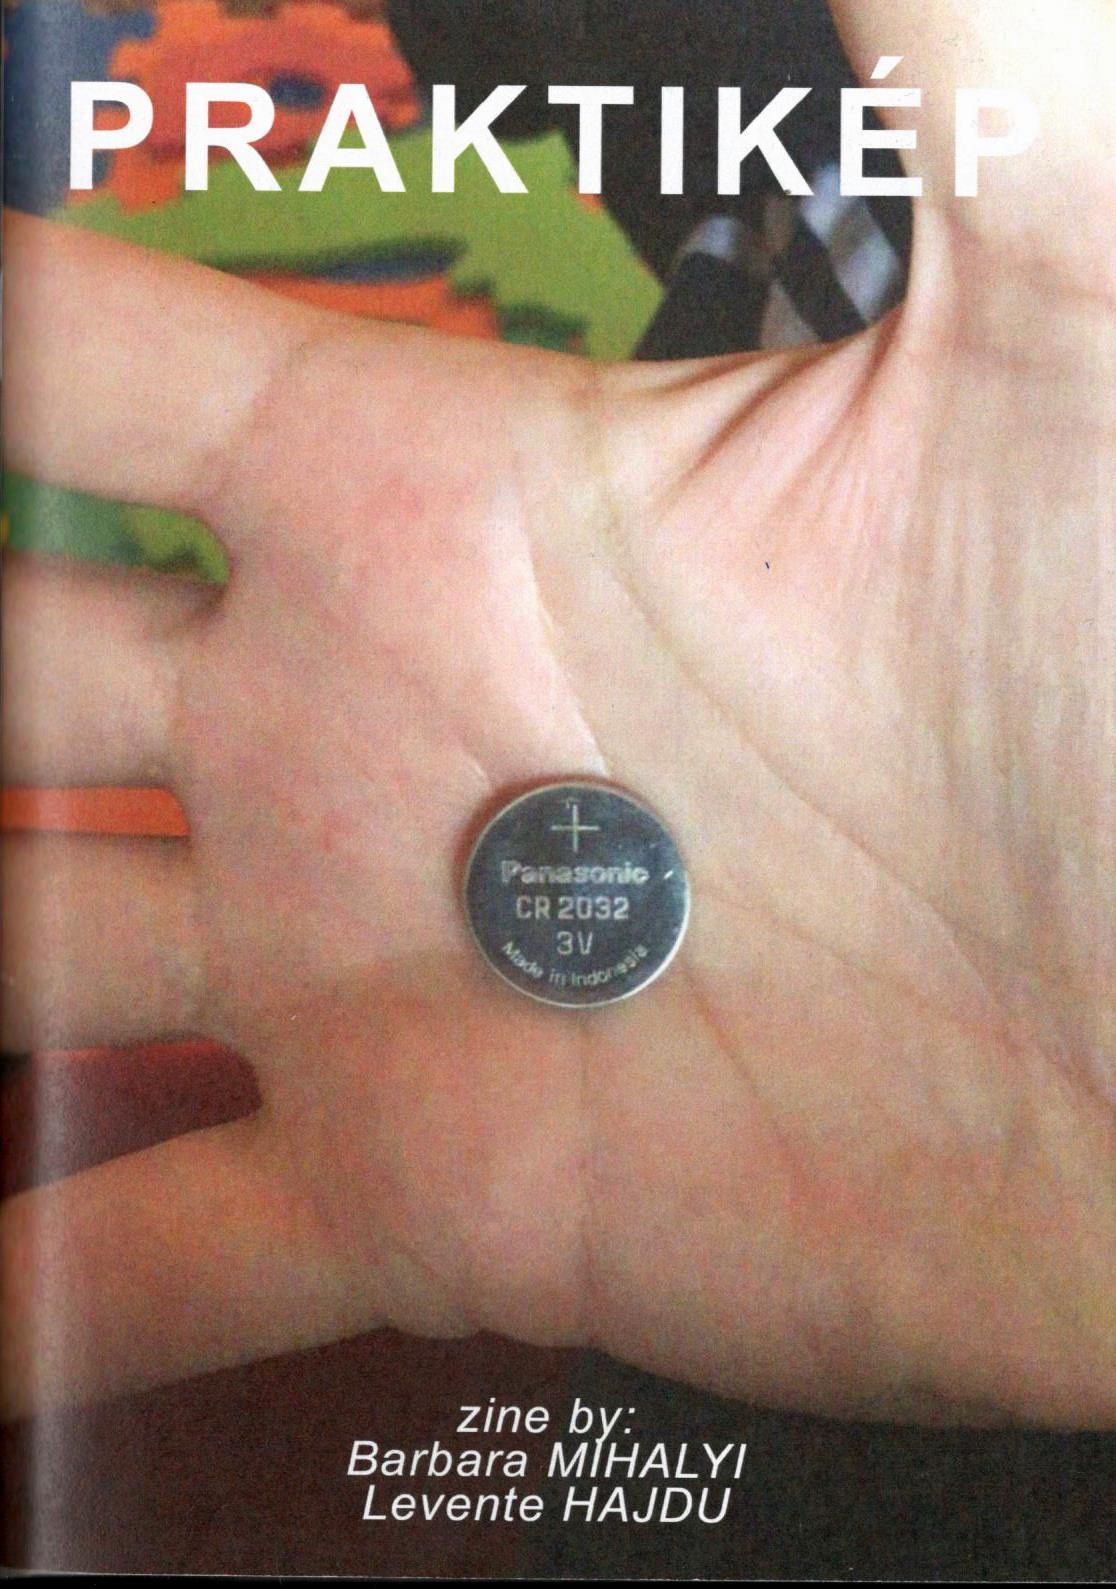 PRAKTIKÉP
+
Panasonic
CR 2032
3V
Made in Indonesia
zine by:
Barbara MIHALYI
Levente HAJDU